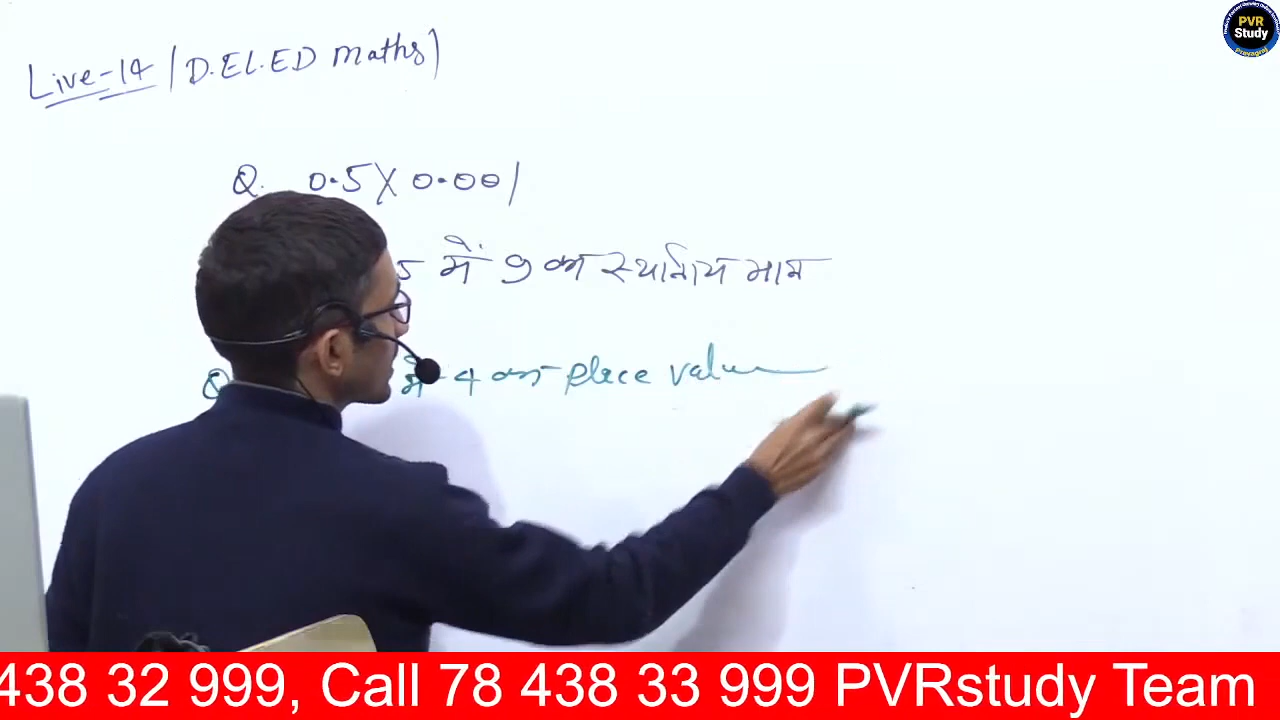 Live-14 / D.EL.ED Maths)
Q. 0.5 X 0.001
5 में 9 का स्थानिय मान
Q में 4 का place value
438 32 999, Call 78 438 33 999 PVRstudy Team
PVR
Study
Prayagraj